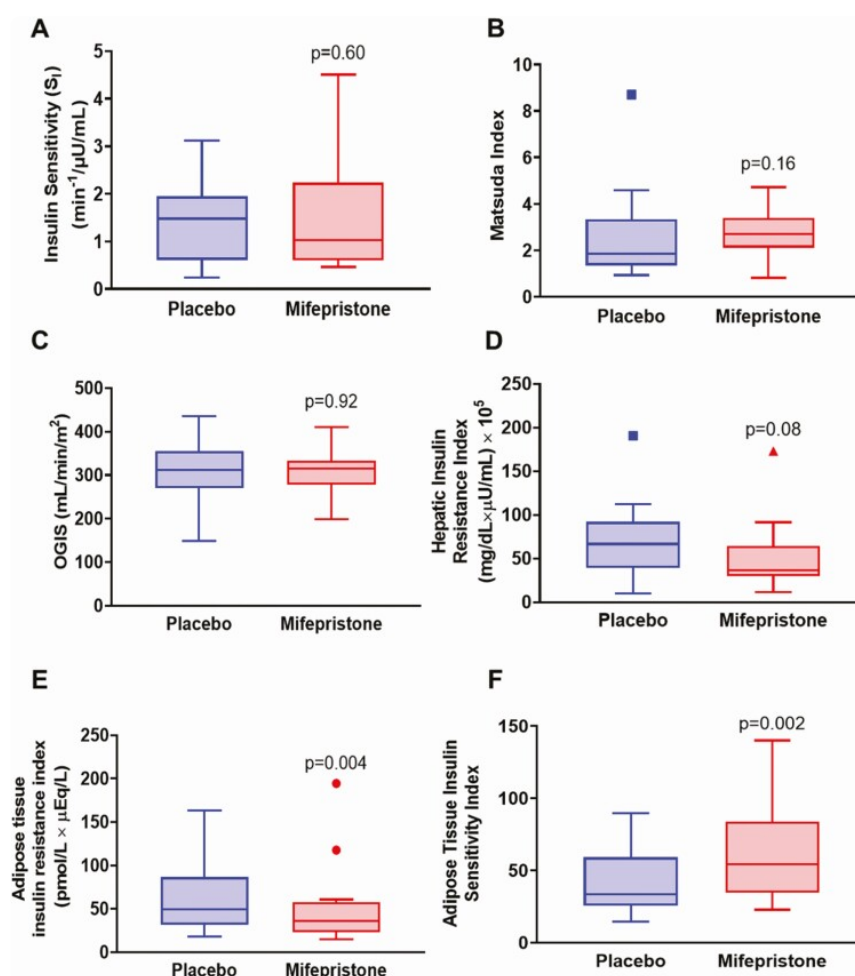 A
Insulin Sensitivity (SI)
(min-1/µU/mL)
5
4
3
2
1
0
p=0.60
Placebo
Mifepristone
B
Matsuda Index
10
8
6
4
2
0
p=0.16
Placebo
Mifepristone
C
OGIS (mL/min/m²)
500
400
300
200
100
0
p=0.92
Placebo
Mifepristone
D
Hepatic Insulin
Resistance Index
(mg/dL×µU/mL) × 10⁵
250
200
150
100
50
0
p=0.08
Placebo
Mifepristone
E
Adipose tissue
insulin resistance index
(pmol/L × µEq/L)
250
200
150
100
50
0
p=0.004
Placebo
Mifepristone
F
Adipose Tissue Insulin
Sensitivity Index
150
100
50
0
p=0.002
Placebo
Mifepristone